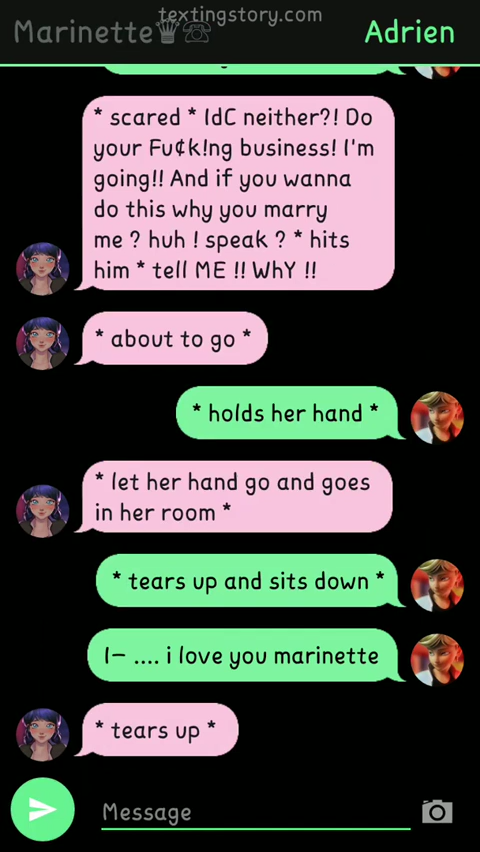 textingstory.com
Marinette♛☏
Adrien
* scared * IdC neither?! Do
your Fu¢k!ng business! I'm
going!! And if you wanna
do this why you marry
me ? huh ! speak ? * hits
him * tell ME !! WhY !!
* about to go *
* holds her hand *
* let her hand go and goes
in her room *
* tears up and sits down *
I– .... i love you marinette
* tears up *
Message